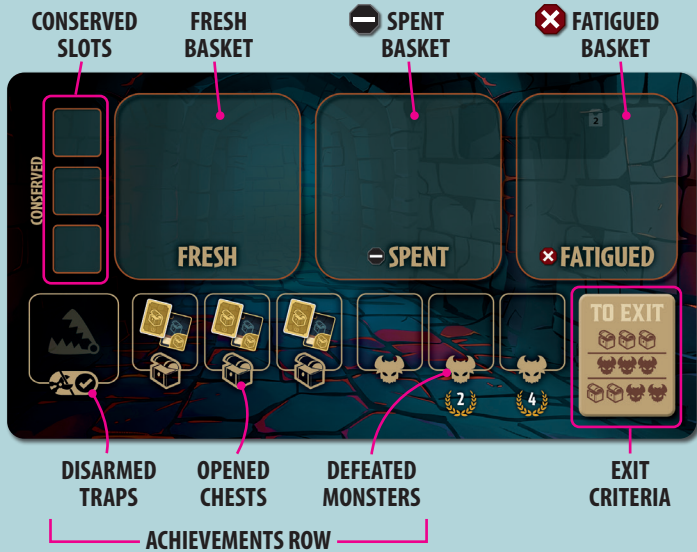 CONSERVED
SLOTS
FRESH
BASKET
SPENT
BASKET
FATIGUED
BASKET
CONSERVED
2
FRESH
SPENT
FATIGUED
2
4
TO EXIT
DISARMED
TRAPS
OPENED
CHESTS
DEFEATED
MONSTERS
EXIT
CRITERIA
ACHIEVEMENTS ROW